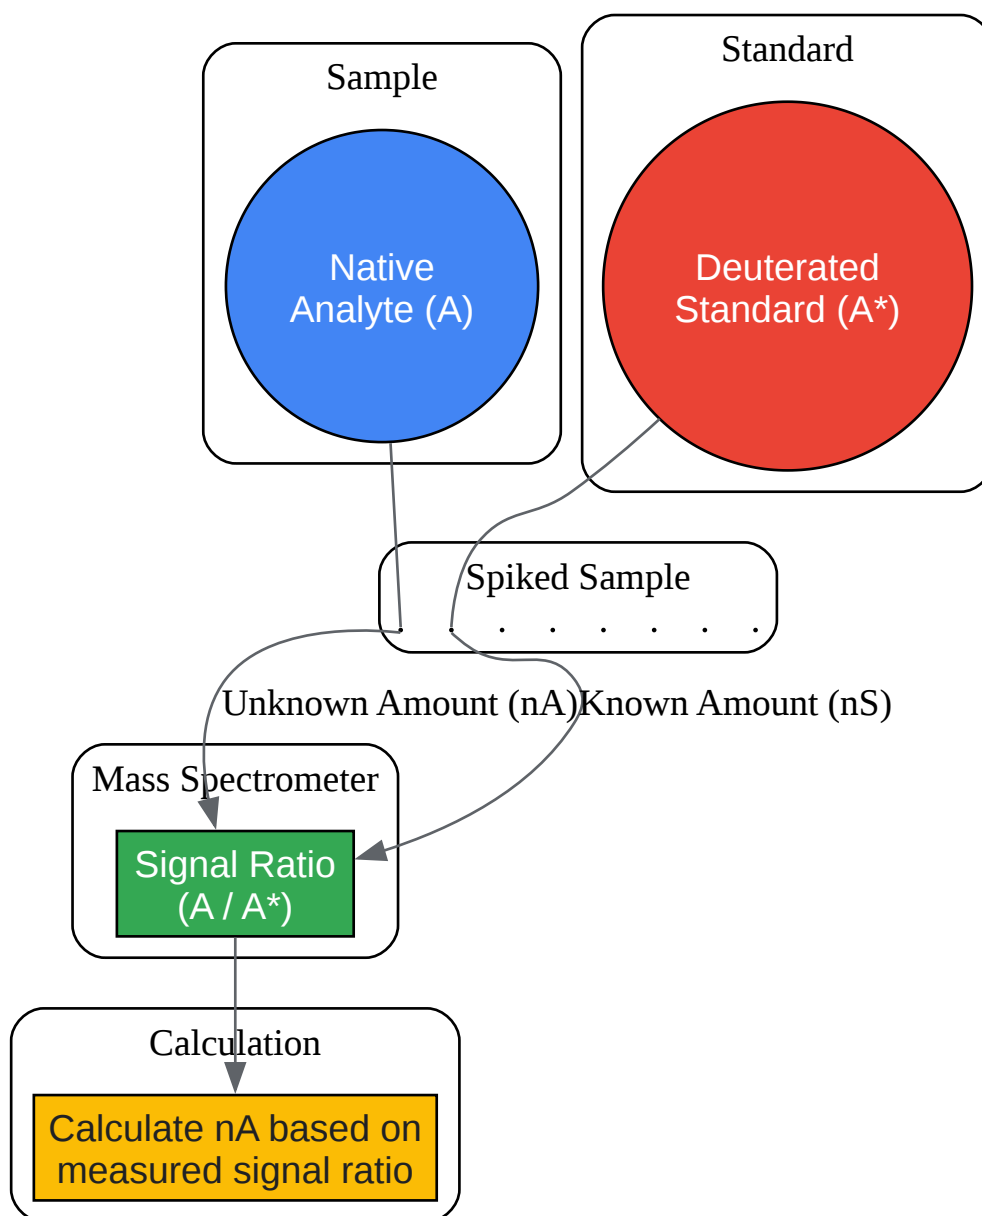 Sample
Standard
Native
Analyte (A)
Deuterated
Standard (A*)
Spiked Sample
Unknown Amount (nA)
Known Amount (nS)
Mass Spectrometer
Signal Ratio
(A / A*)
Calculation
Calculate nA based on
measured signal ratio